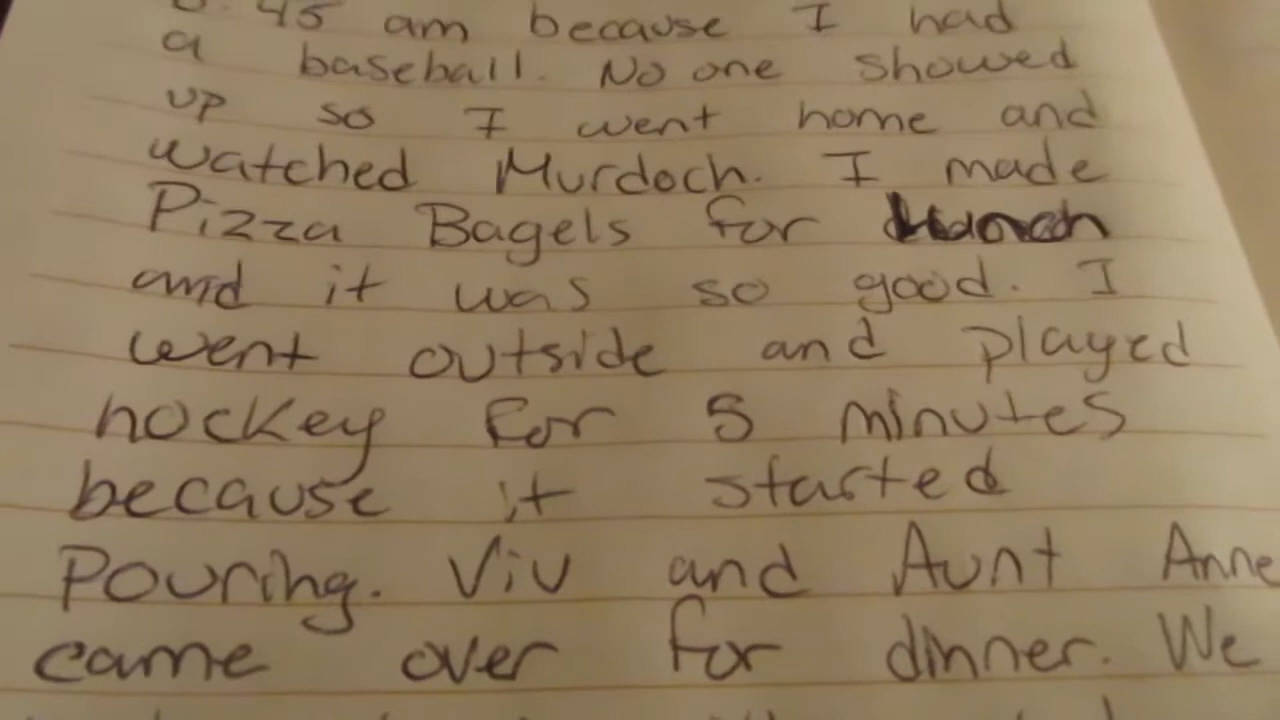 :45 am because I had
a baseball. No one showed
up so I went home and
watched Murdoch. I made
Pizza Bagels for lunch
and it was so good. I
went outside and played
hockey for 5 minutes
because it started
Pouring. Viv and Aunt Anne
came over for dinner. We